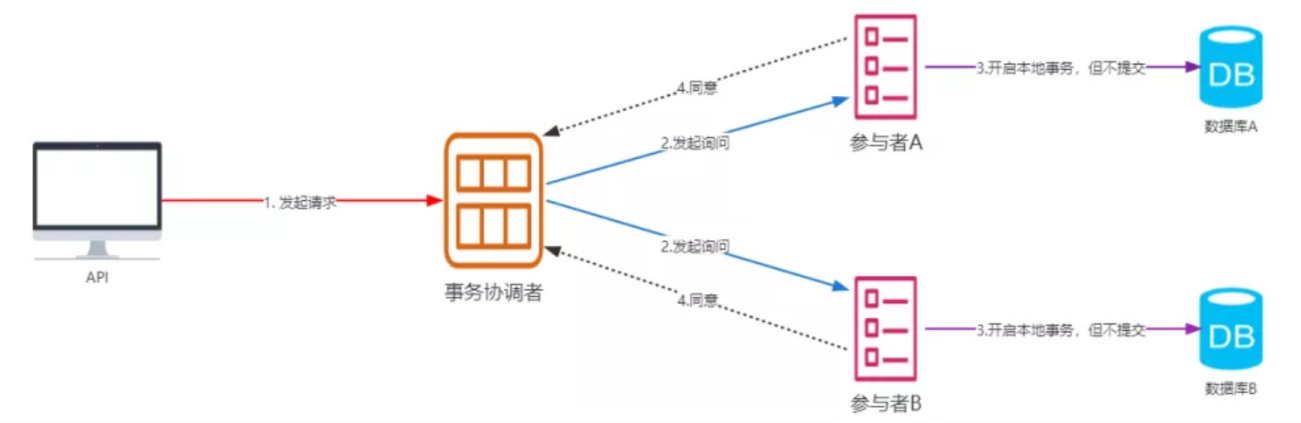 4.同意
3.开启本地事务，但不提交
DB
数据库A
2.发起询问
参与者A
1. 发起请求
API
事务协调者
2.发起询问
4.同意
3.开启本地事务，但不提交
DB
数据库B
参与者B